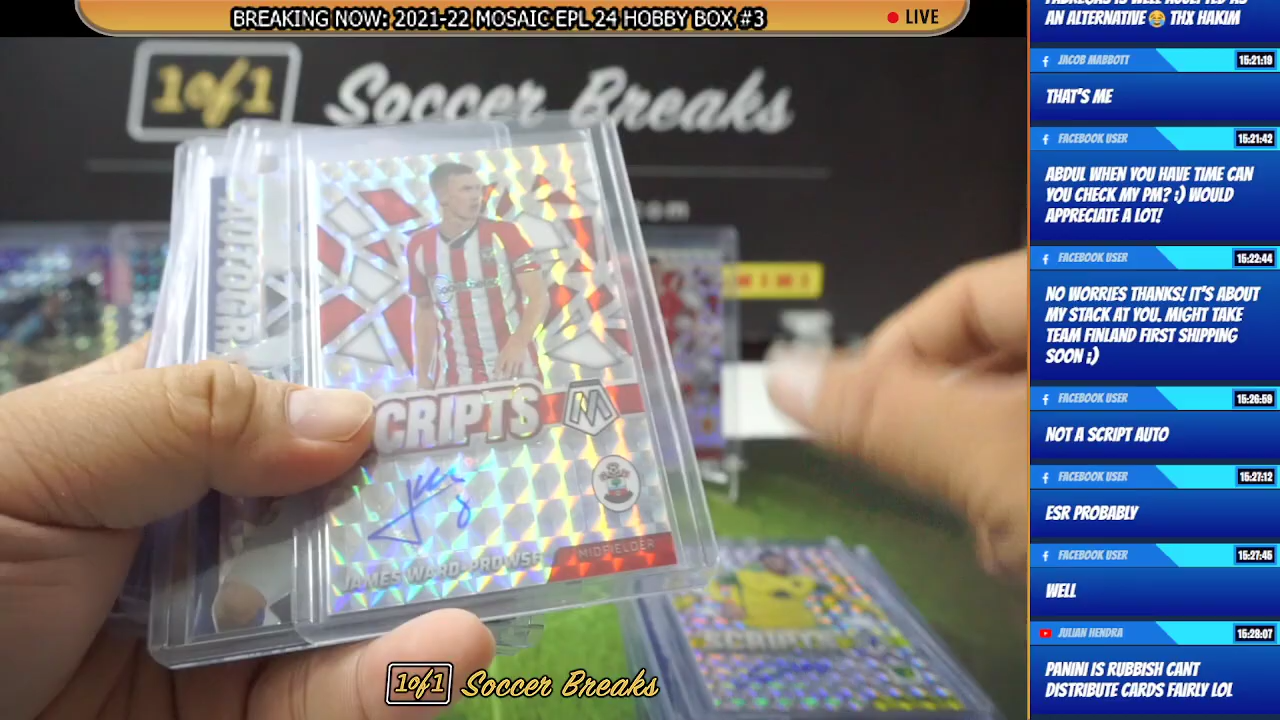 BREAKING NOW: 2021-22 MOSAIC EPL 24 HOBBY BOX #3
LIVE
1of1
Soccer Breaks
.com
PANINI
AUTOGR
CRIPTS
JAMES WARD-PROWSE
MIDFIELDER
SCRIPTS
1of1 Soccer Breaks
AN ALTERNATIVE 😂 THX HAKIM
JACOB MABBOTT
15:21:19
THAT'S ME
FACEBOOK USER
15:21:42
ABDUL WHEN YOU HAVE TIME CAN
YOU CHECK MY PM? ;) WOULD
APPRECIATE A LOT!
FACEBOOK USER
15:22:44
NO WORRIES THANKS! IT'S ABOUT
MY STACK AT YOU. MIGHT TAKE
TEAM FINLAND FIRST SHIPPING
SOON ;)
FACEBOOK USER
15:26:59
NOT A SCRIPT AUTO
FACEBOOK USER
15:27:12
ESR PROBABLY
FACEBOOK USER
15:27:45
WELL
JULIAN HENDRA
15:28:07
PANINI IS RUBBISH CANT
DISTRIBUTE CARDS FAIRLY LOL